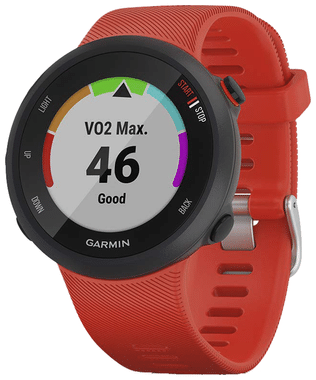 LIGHT
START
STOP
UP
VO2 Max.
46
Good
DOWN
BACK
GARMIN